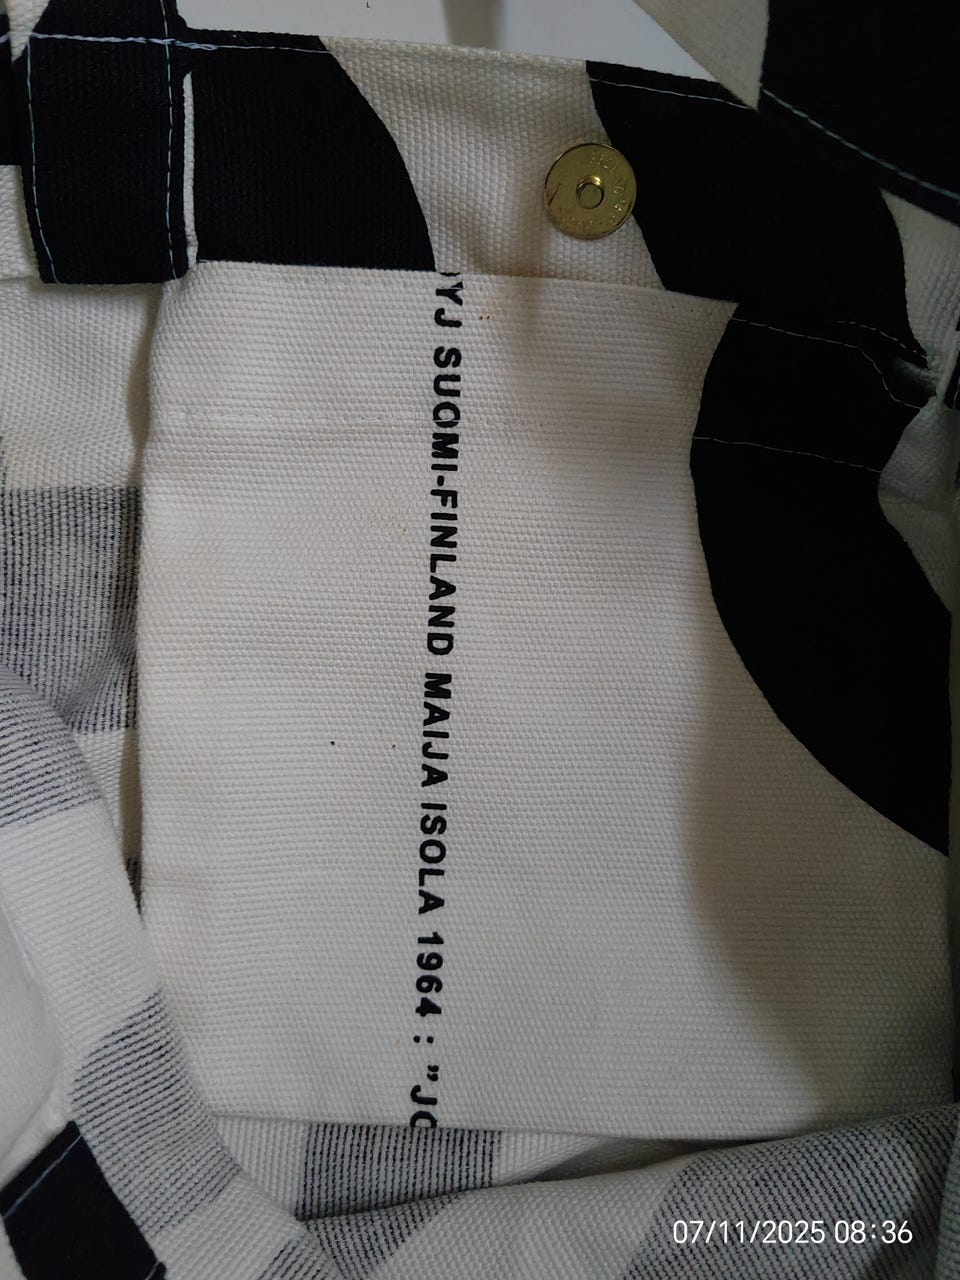 YJ SUOMI-FINLAND MAIJA ISOLA 1964 : ”JO
07/11/2025 08:36